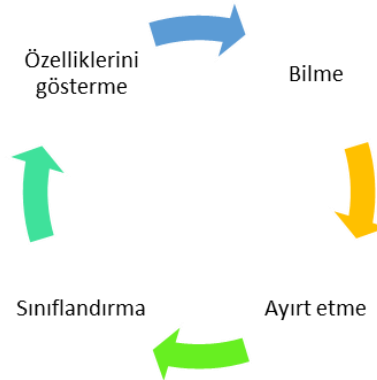 Özelliklerini
gösterme
Bilme
Sınıflandırma
Ayırt etme